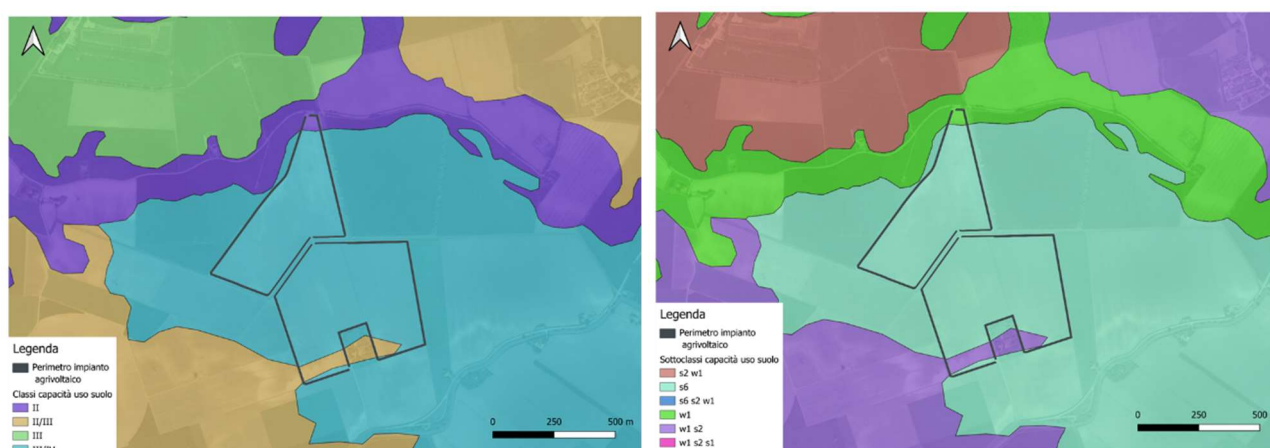 Legenda
Perimetro impianto
agrivoltaico
Classi capacità uso suolo
II
II/III
III
III/IV
0 250 500 m
Legenda
Perimetro impianto
agrivoltaico
Sottoclassi capacità uso suolo
s2 w1
s6
s6 s2 w1
w1
w1 s2
w1 s2 s1
0 250 500 m